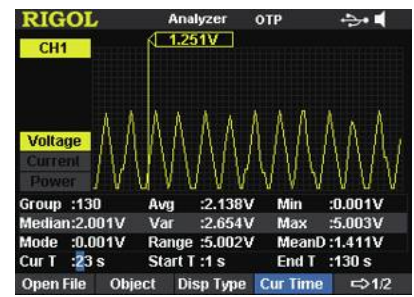 RIGOL Analyzer OTP
CH1
1.251V
Voltage
Current
Power
Group :130 Avg :2.138V Min :0.001V
Median:2.001V Var :2.654V Max :5.003V
Mode :0.001V Range :5.002V MeanD :1.411V
Cur T :23 s Start T :1 s End T :130 s
Open File Object Disp Type Cur Time ⇨1/2